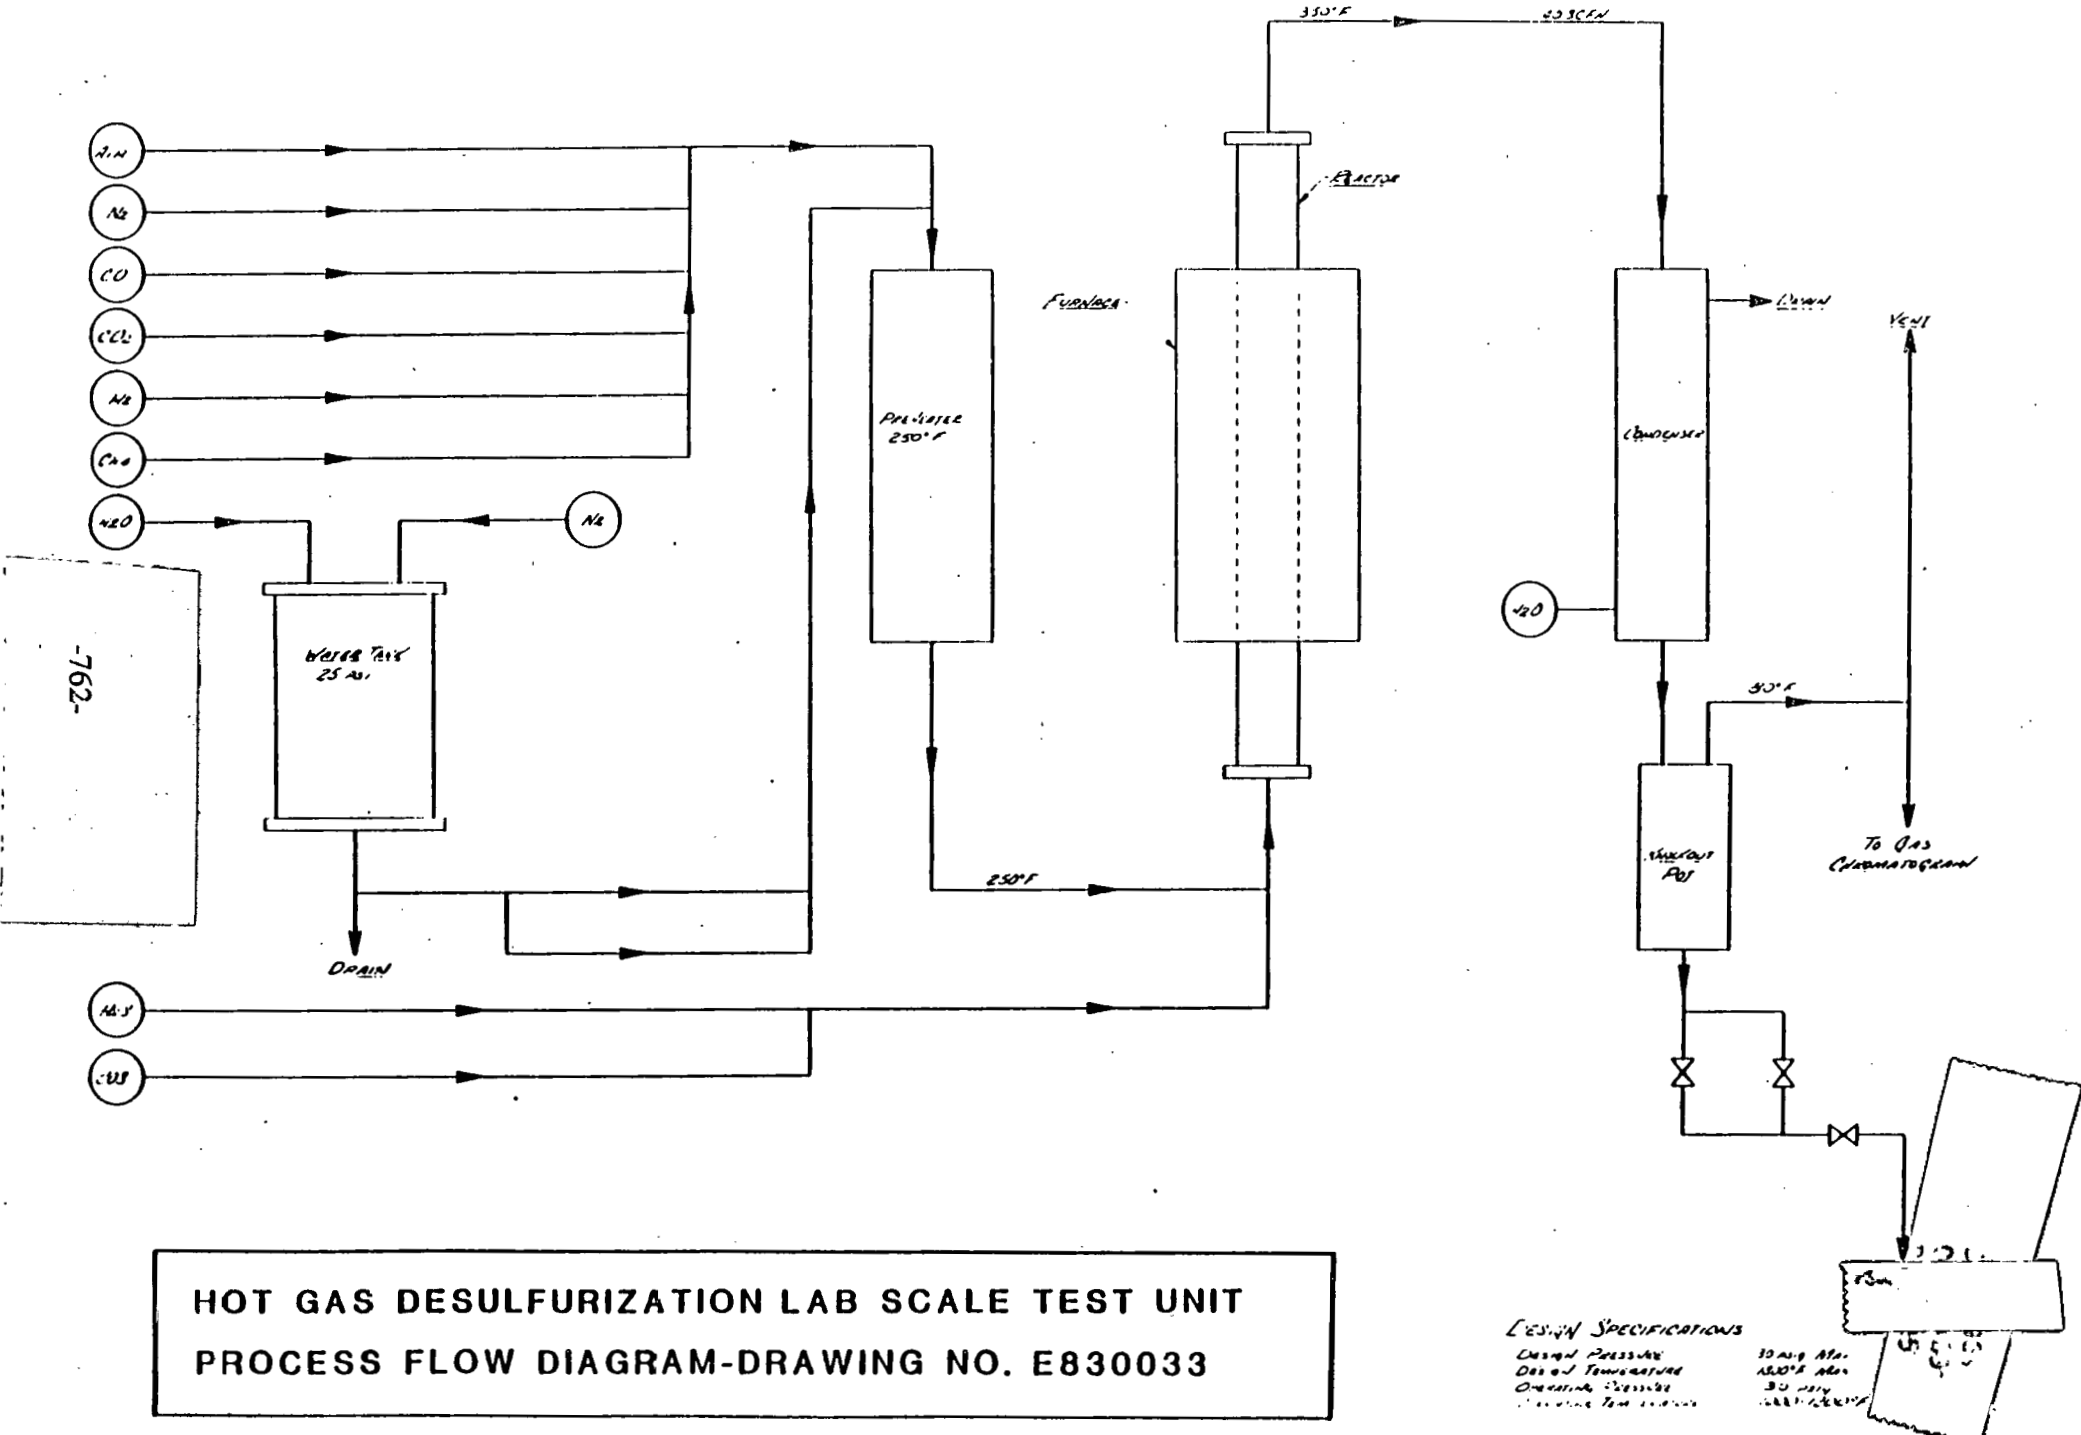 350°F
AIR
N2
REACTOR
CO
FURNACE
DRAIN
VENT
CO2
PREHEATER
250°F
CONDENSER
CH4
H2O
N2
H2O
WATER TANK
25 PSI
-762-
80°F
TO GAS
CHROMATOGRAPH
KNOCKOUT
POT
250°F
DRAIN
H2S
COS
HOT GAS DESULFURIZATION LAB SCALE TEST UNIT
PROCESS FLOW DIAGRAM-DRAWING NO. E830033
DESIGN SPECIFICATIONS
DESIGN PRESSURE
DESIGN TEMPERATURE
OPERATING PRESSURE